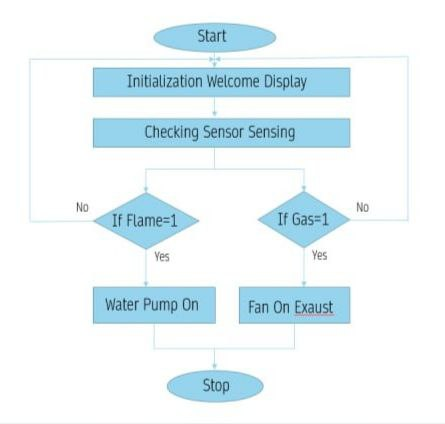 Start
Initialization Welcome Display
Checking Sensor Sensing
No
If Flame=1
If Gas=1
No
Yes
Yes
Water Pump On
Fan On Exaust
Stop